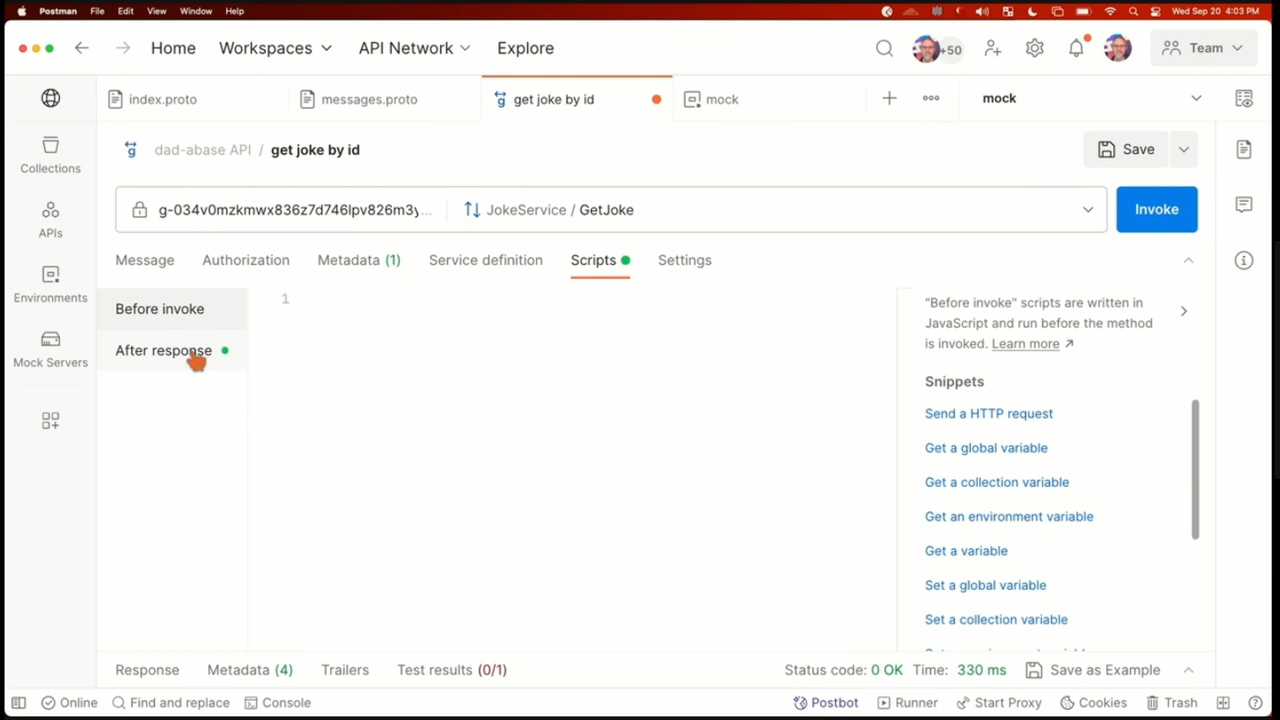 Postman File Edit View Window Help Wed Sep 20 4:03 PM
Home Workspaces API Network Explore +50 Team
index.proto messages.proto get joke by id mock mock
dad-abase API / get joke by id Save
Collections
g-034v0mzkmwx836z7d746lpv826m3y... JokeService / GetJoke Invoke
APIs
Message Authorization Metadata (1) Service definition Scripts Settings
Environments
Before invoke
After response
Mock Servers
1
"Before invoke" scripts are written in
JavaScript and run before the method
is invoked. Learn more ↗
Snippets
Send a HTTP request
Get a global variable
Get a collection variable
Get an environment variable
Get a variable
Set a global variable
Set a collection variable
Response Metadata (4) Trailers Test results (0/1) Status code: 0 OK Time: 330 ms Save as Example
Online Find and replace Console Postbot Runner Start Proxy Cookies Trash